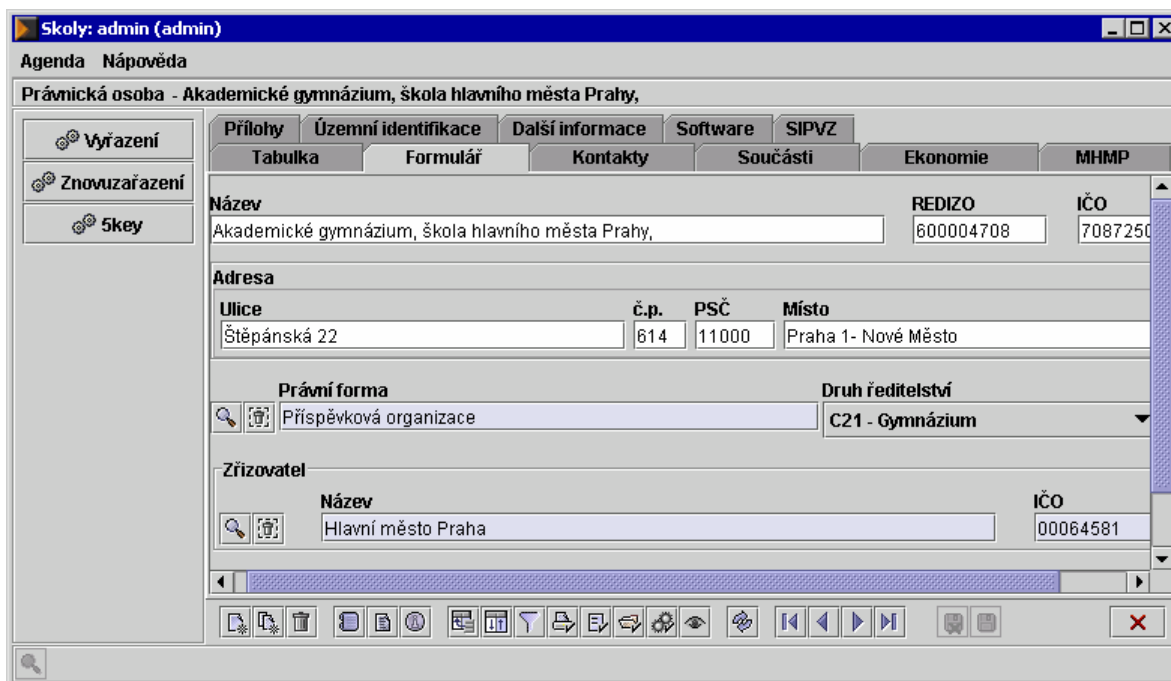 Skoly: admin (admin)
Agenda Nápověda
Právnická osoba - Akademické gymnázium, škola hlavního města Prahy,
Vyřazení
Znovuzařazení
5key
Přílohy Územní identifikace Další informace Software SIPVZ
Tabulka Formulář Kontakty Součásti Ekonomie MHMP
Název REDIZO IČO
Akademické gymnázium, škola hlavního města Prahy, 600004708 7087250
Adresa
Ulice č.p. PSČ Místo
Štěpánská 22 614 11000 Praha 1- Nové Město
Právní forma Druh ředitelství
Příspěvková organizace C21 - Gymnázium
Zřizovatel
Název IČO
Hlavní město Praha 00064581